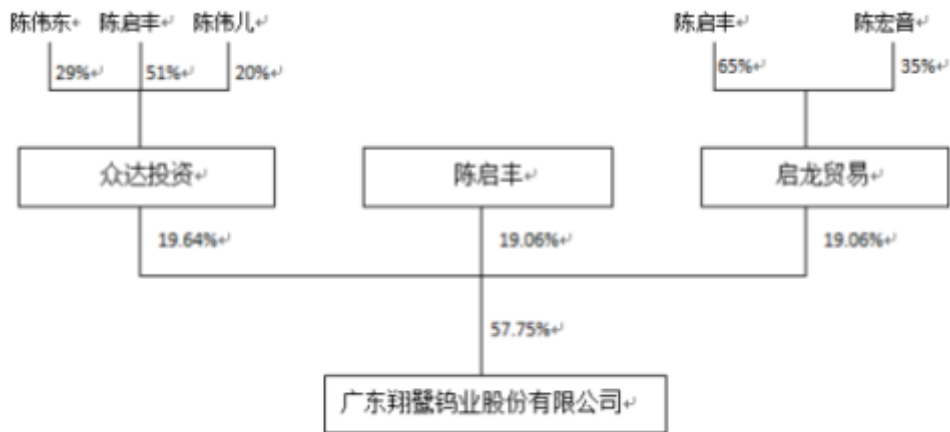 陈伟东 陈启丰 陈伟儿 陈启丰 陈宏音
29% 51% 20% 65% 35%
众达投资 陈启丰 启龙贸易
19.64% 19.06% 19.06%
57.75%
广东翔鹭钨业股份有限公司